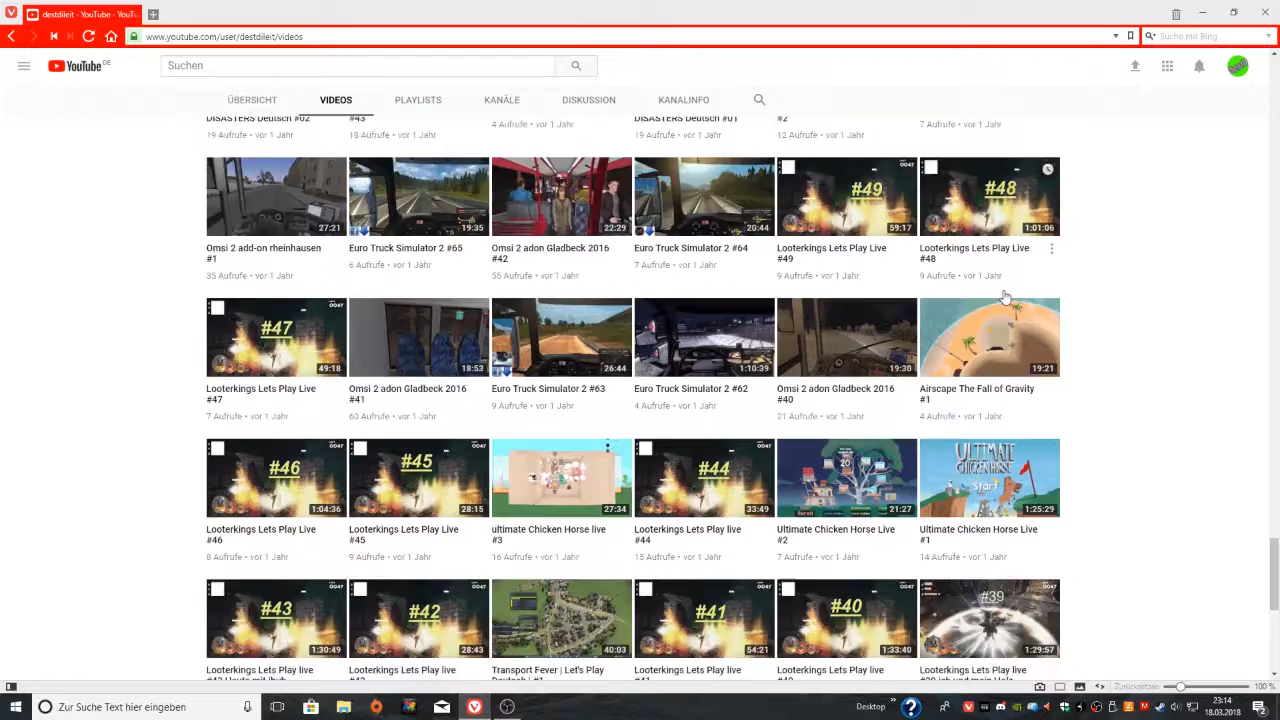 destdileit - YouTube - YouTu
www.youtube.com/user/destdileit/videos
Suche mit Bing
YouTube DE
Suchen
ÜBERSICHT VIDEOS PLAYLISTS KANÄLE DISKUSSION KANALINFO
DISASTERS Deutsch #02
#43
DISASTERS Deutsch #01
#2
19 Aufrufe • vor 1 Jahr
18 Aufrufe • vor 1 Jahr
4 Aufrufe • vor 1 Jahr
19 Aufrufe • vor 1 Jahr
12 Aufrufe • vor 1 Jahr
7 Aufrufe • vor 1 Jahr
27:21
19:35
22:29
20:44
#49
59:17
#48
1:01:06
Omsi 2 add-on rheinhausen
#1
35 Aufrufe • vor 1 Jahr
Euro Truck Simulator 2 #65
6 Aufrufe • vor 1 Jahr
Omsi 2 adon Gladbeck 2016
#42
55 Aufrufe • vor 1 Jahr
Euro Truck Simulator 2 #64
7 Aufrufe • vor 1 Jahr
Looterkings Lets Play Live
#49
9 Aufrufe • vor 1 Jahr
Looterkings Lets Play Live
#48
9 Aufrufe • vor 1 Jahr
#47
49:18
18:53
26:44
1:10:39
19:30
19:21
Looterkings Lets Play Live
#47
7 Aufrufe • vor 1 Jahr
Omsi 2 adon Gladbeck 2016
#41
60 Aufrufe • vor 1 Jahr
Euro Truck Simulator 2 #63
9 Aufrufe • vor 1 Jahr
Euro Truck Simulator 2 #62
4 Aufrufe • vor 1 Jahr
Omsi 2 adon Gladbeck 2016
#40
21 Aufrufe • vor 1 Jahr
Airscape The Fall of Gravity
#1
4 Aufrufe • vor 1 Jahr
#46
1:04:36
#45
28:15
27:34
#44
33:49
20
21:27
ULTIMATE
CHICKEN HORSE
Start
1:25:29
Looterkings Lets Play Live
#46
8 Aufrufe • vor 1 Jahr
Looterkings Lets Play Live
#45
9 Aufrufe • vor 1 Jahr
ultimate Chicken Horse live
#3
16 Aufrufe • vor 1 Jahr
Looterkings Lets Play live
#44
15 Aufrufe • vor 1 Jahr
Ultimate Chicken Horse Live
#2
7 Aufrufe • vor 1 Jahr
Ultimate Chicken Horse Live
#1
14 Aufrufe • vor 1 Jahr
#43
1:30:49
#42
28:43
40:03
#41
54:21
#40
1:33:40
#39
1:29:57
Looterkings Lets Play live
Looterkings Lets Play live
Transport Fever | Let's Play
Looterkings Lets Play live
Looterkings Lets Play live
Looterkings Lets Play live
Zurücksetzen 100 %
Zur Suche Text hier eingeben
Desktop
23:14
18.03.2018
2